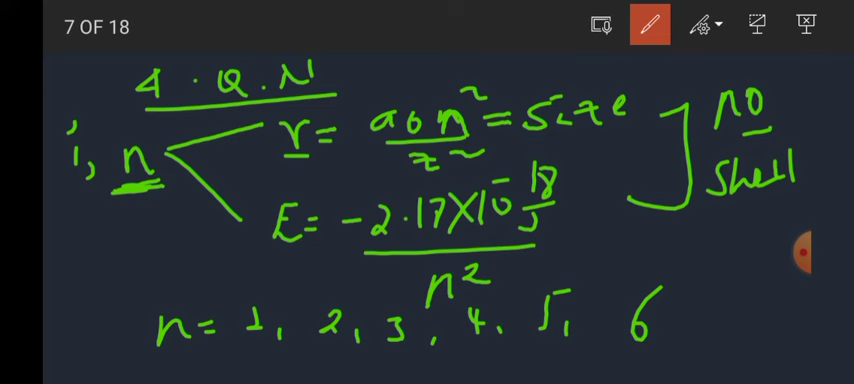 7 OF 18
4 . Q . N
i, n r = a0 n² / z = size no
shell
E = -2.17 X 10⁻¹⁸ J / n²
n = 1, 2, 3, 4, 5, 6